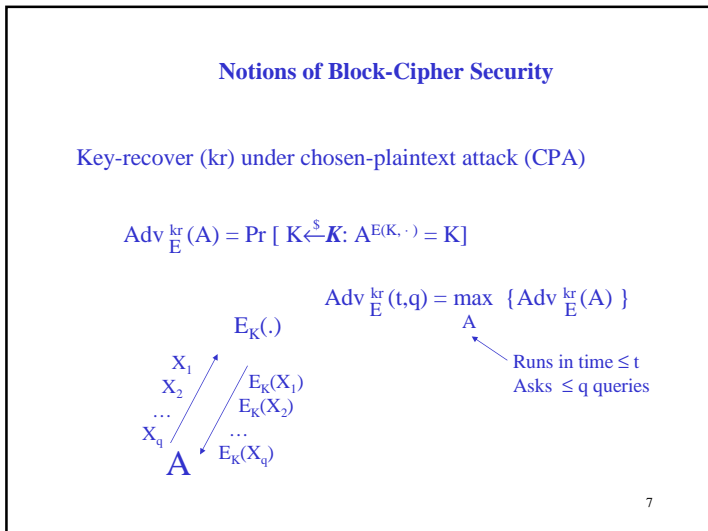 Notions of Block-Cipher Security
Key-recover (kr) under chosen-plaintext attack (CPA)
Adv kr E (A) = Pr [ K ←$ K: A^E(K, · ) = K]
Adv kr E (t,q) = max A {Adv kr E (A) }
Runs in time ≤ t
Asks ≤ q queries
E_K(.)
X_1
X_2
…
X_q
E_K(X_1)
E_K(X_2)
…
E_K(X_q)
A
7